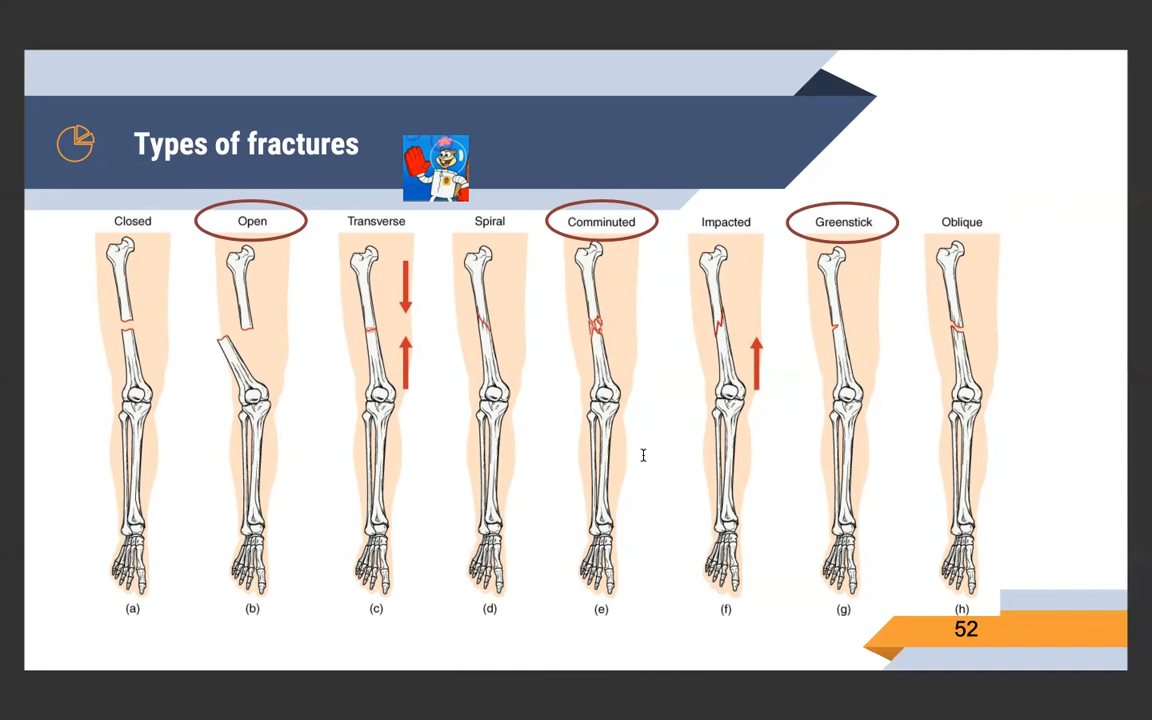 Types of fractures
Closed Open Transverse Spiral Comminuted Impacted Greenstick Oblique
(a) (b) (c) (d) (e) (f) (g) (h)
52